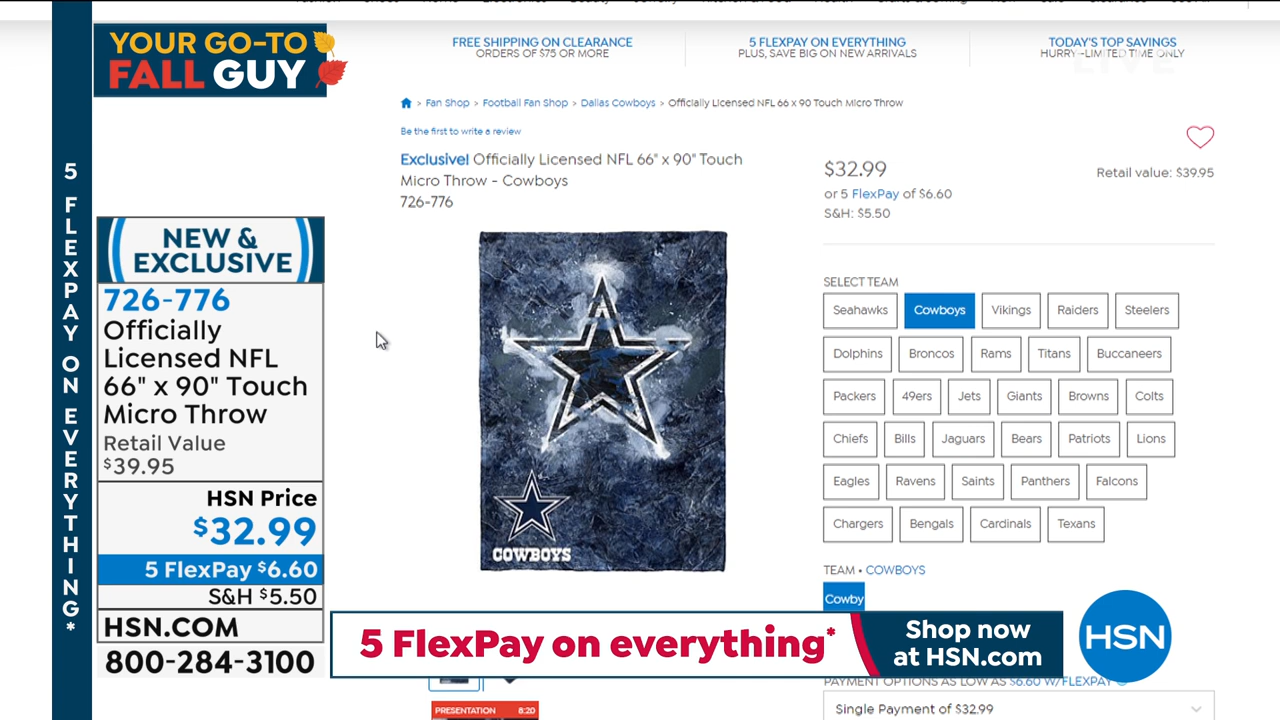 YOUR GO-TO
FALL GUY
FREE SHIPPING ON CLEARANCE
ORDERS OF $75 OR MORE
5 FLEXPAY ON EVERYTHING
PLUS, SAVE BIG ON NEW ARRIVALS
TODAY'S TOP SAVINGS
HURRY--LIMITED TIME ONLY
LIVE
> Fan Shop > Football Fan Shop > Dallas Cowboys > Officially Licensed NFL 66 x 90 Touch Micro Throw
Be the first to write a review
Exclusive! Officially Licensed NFL 66" x 90" Touch
Micro Throw - Cowboys
726-776
$32.99
Retail value: $39.95
or 5 FlexPay of $6.60
S&H: $5.50
5 FLEXPAY ON EVERYTHING*
NEW &
EXCLUSIVE
726-776
Officially
Licensed NFL
66" x 90" Touch
Micro Throw
Retail Value
$39.95
HSN Price
$32.99
5 FlexPay $6.60
S&H $5.50
HSN.COM
800-284-3100
COWBOYS
SELECT TEAM
Seahawks Cowboys Vikings Raiders Steelers
Dolphins Broncos Rams Titans Buccaneers
Packers 49ers Jets Giants Browns Colts
Chiefs Bills Jaguars Bears Patriots Lions
Eagles Ravens Saints Panthers Falcons
Chargers Bengals Cardinals Texans
TEAM • COWBOYS
Cowby
5 FlexPay on everything*
Shop now
at HSN.com
HSN
PAYMENT OPTIONS AS LOW AS $6.60 W/FLEXPAY
Single Payment of $32.99
PRESENTATION 8:20